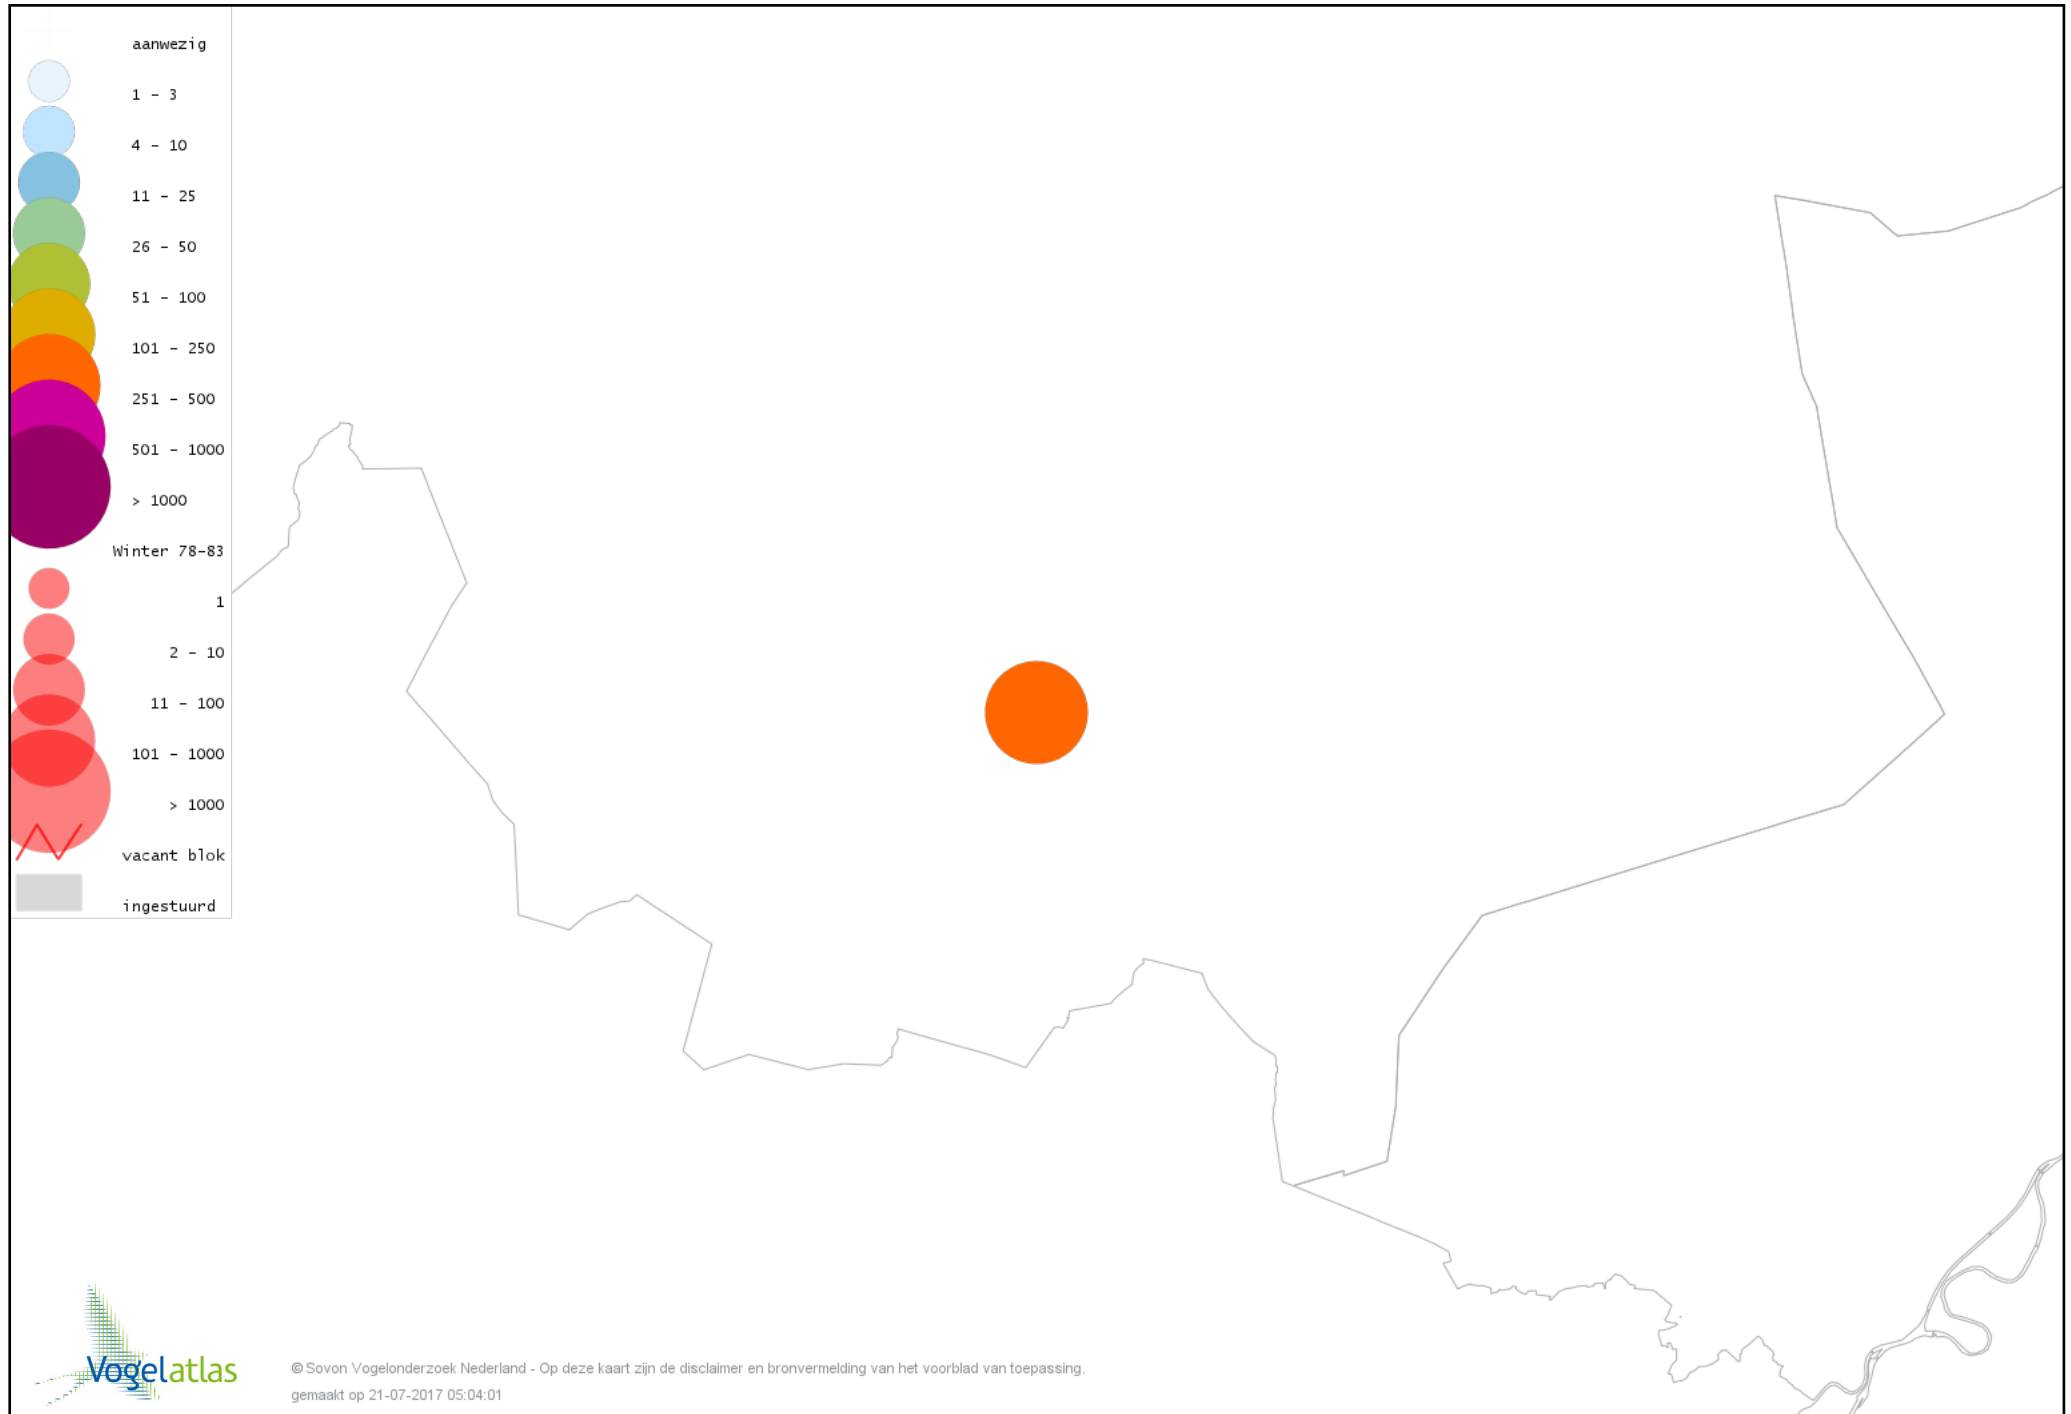 aanwezig
1 - 3
4 - 10
11 - 25
26 - 50
51 - 100
101 - 250
251 - 500
501 - 1000
> 1000
Winter 78-83
1
2 - 10
11 - 100
101 - 1000
> 1000
vacant blok
ingestuurd
Vogelatlas
© Sovon Vogelonderzoek Nederland - Op deze kaart zijn de disclaimer en bronvermelding van het voorblad van toepassing.
gemaakt op 21-07-2017 05:04:01